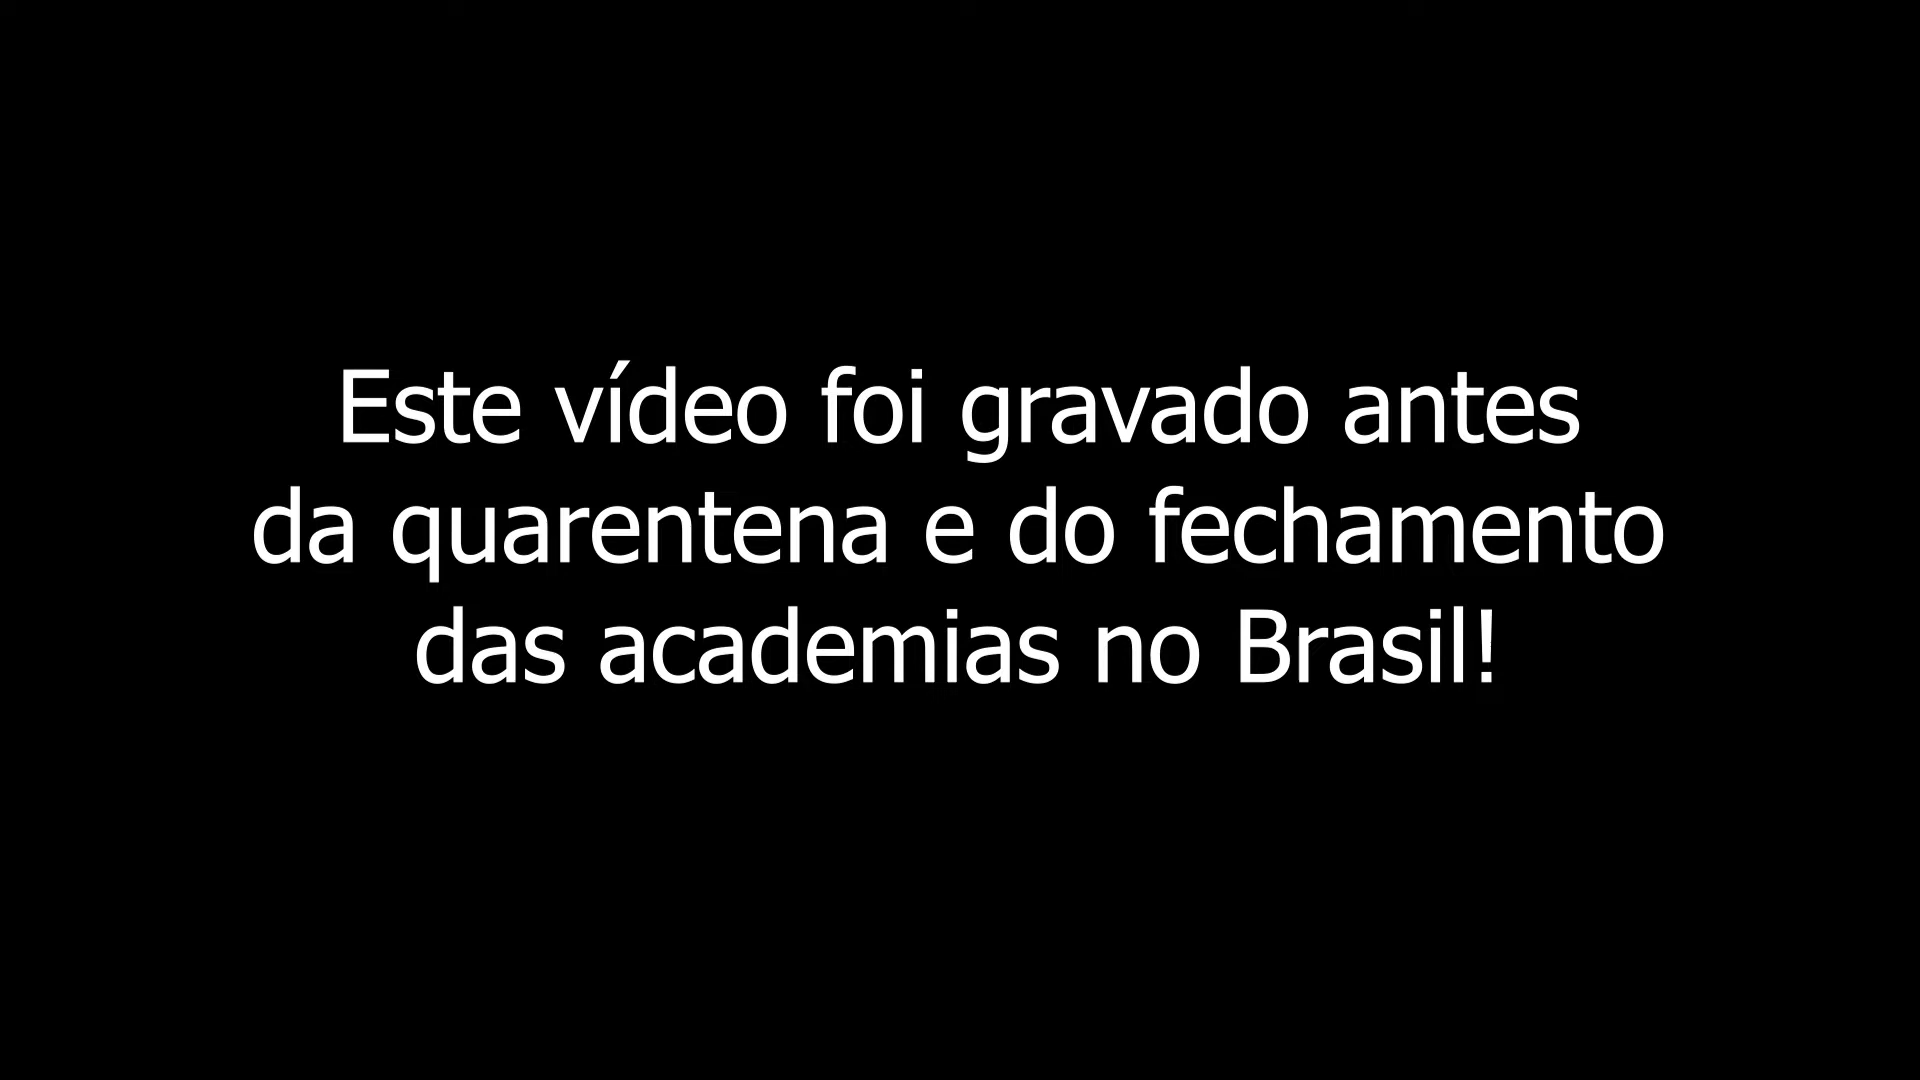 Este vídeo foi gravado antes
da quarentena e do fechamento
das academias no Brasil!